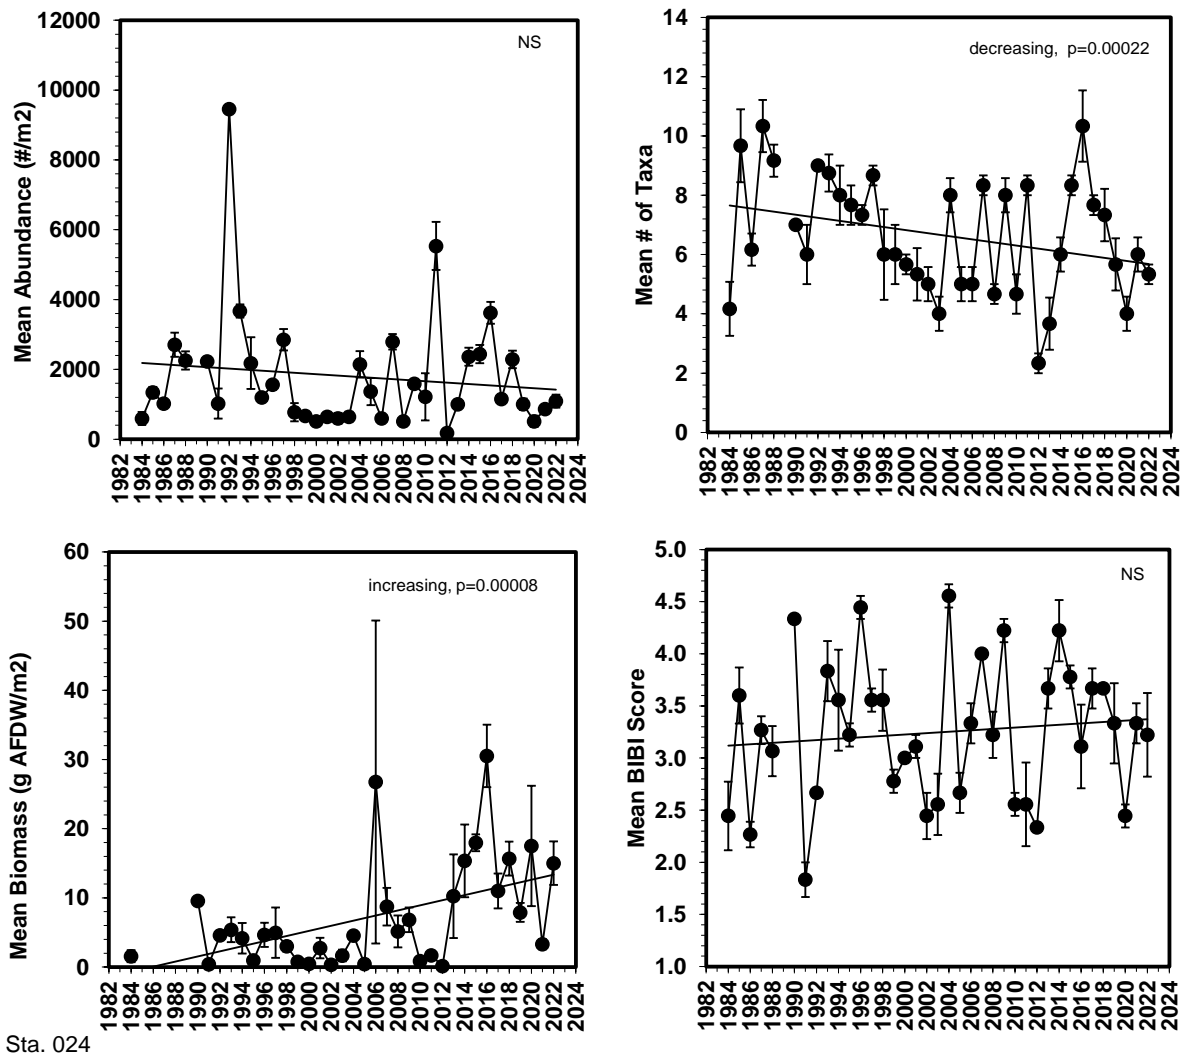 12000
10000
8000
6000
4000
2000
0
NS
Mean Abundance (#/m2)
1982 1984 1986 1988 1990 1992 1994 1996 1998 2000 2002 2004 2006 2008 2010 2012 2014 2016 2018 2020 2022 2024
14
12
10
8
6
4
2
0
decreasing, p=0.00022
Mean # of Taxa
1982 1984 1986 1988 1990 1992 1994 1996 1998 2000 2002 2004 2006 2008 2010 2012 2014 2016 2018 2020 2022 2024
60
50
40
30
20
10
0
increasing, p=0.00008
Mean Biomass (g AFDW/m2)
1982 1984 1986 1988 1990 1992 1994 1996 1998 2000 2002 2004 2006 2008 2010 2012 2014 2016 2018 2020 2022 2024
5.0
4.5
4.0
3.5
3.0
2.5
2.0
1.5
1.0
NS
Mean BIBI Score
1982 1984 1986 1988 1990 1992 1994 1996 1998 2000 2002 2004 2006 2008 2010 2012 2014 2016 2018 2020 2022 2024
Sta. 024